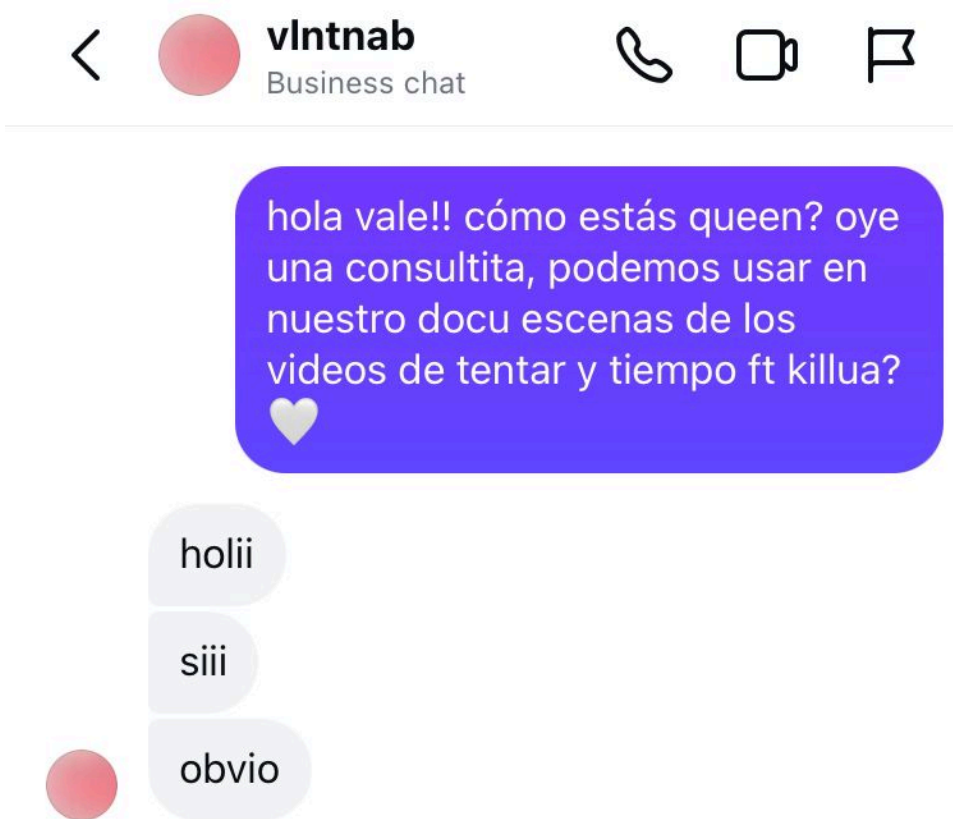 vlntnab
Business chat
hola vale!! cómo estás queen? oye
una consultita, podemos usar en
nuestro docu escenas de los
videos de tentar y tiempo ft killua?
🤍
holii
siii
obvio